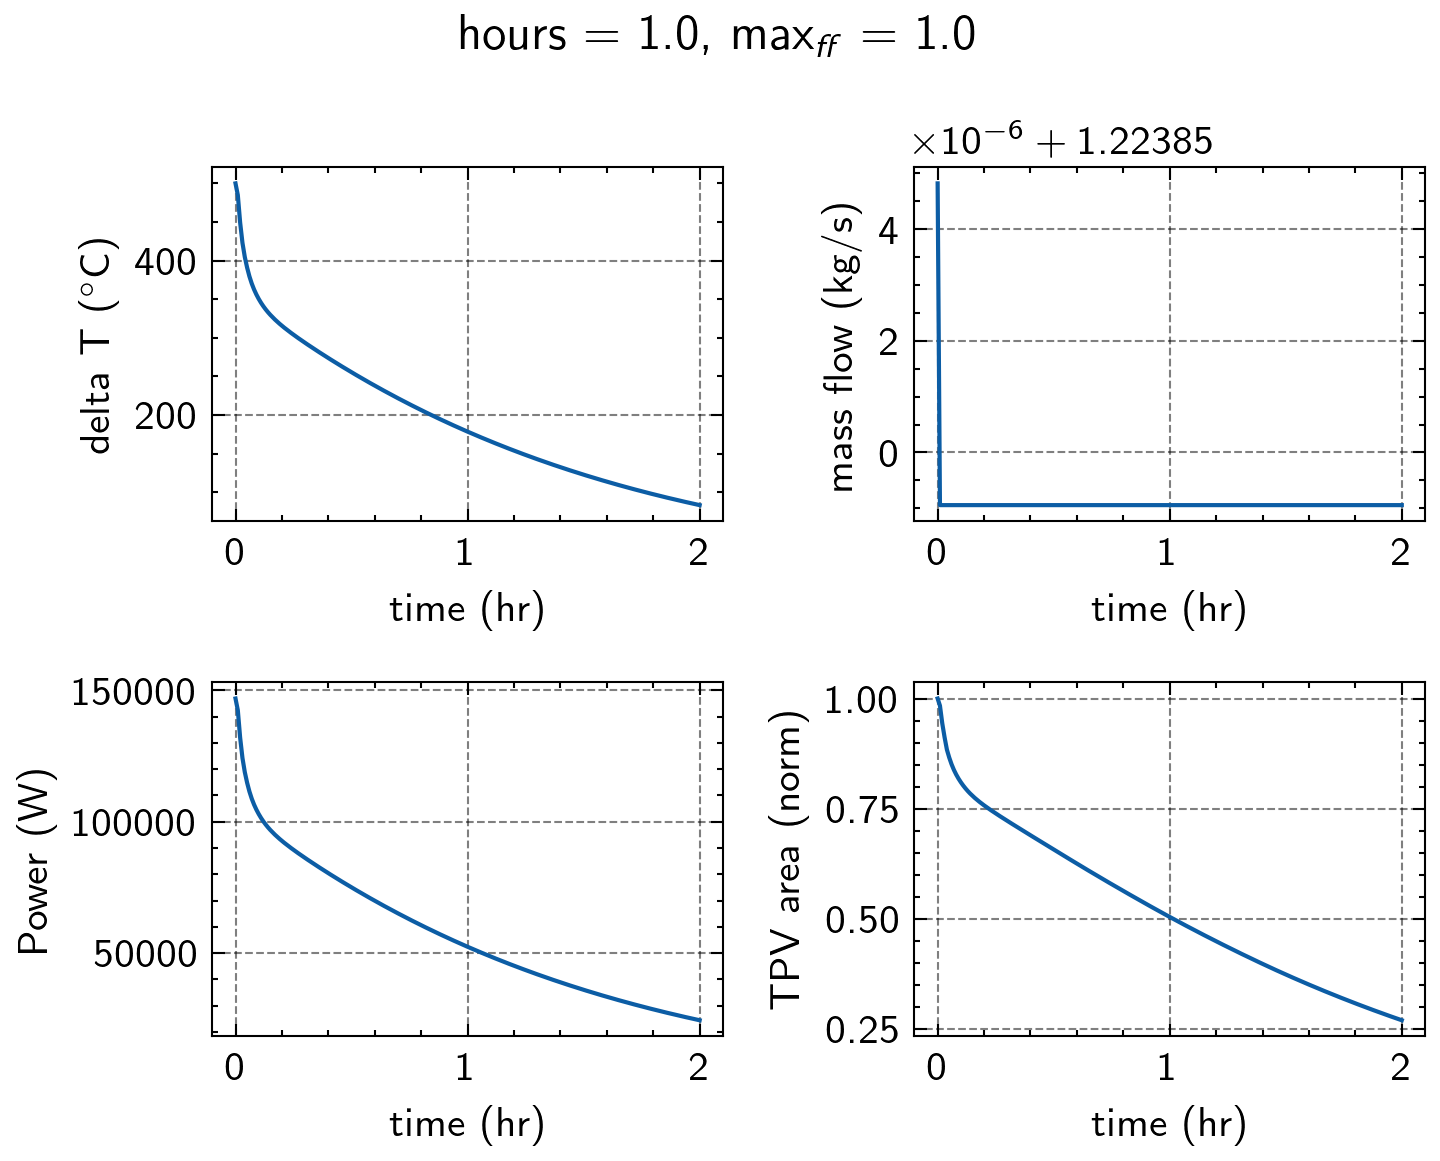 hours = 1.0, max_ff = 1.0
delta T (°C)
400
200
0 1 2
time (hr)
×10⁻⁶ + 1.22385
mass flow (kg/s)
4
2
0
0 1 2
time (hr)
Power (W)
150000
100000
50000
0 1 2
time (hr)
TPV area (norm)
1.00
0.75
0.50
0.25
0 1 2
time (hr)